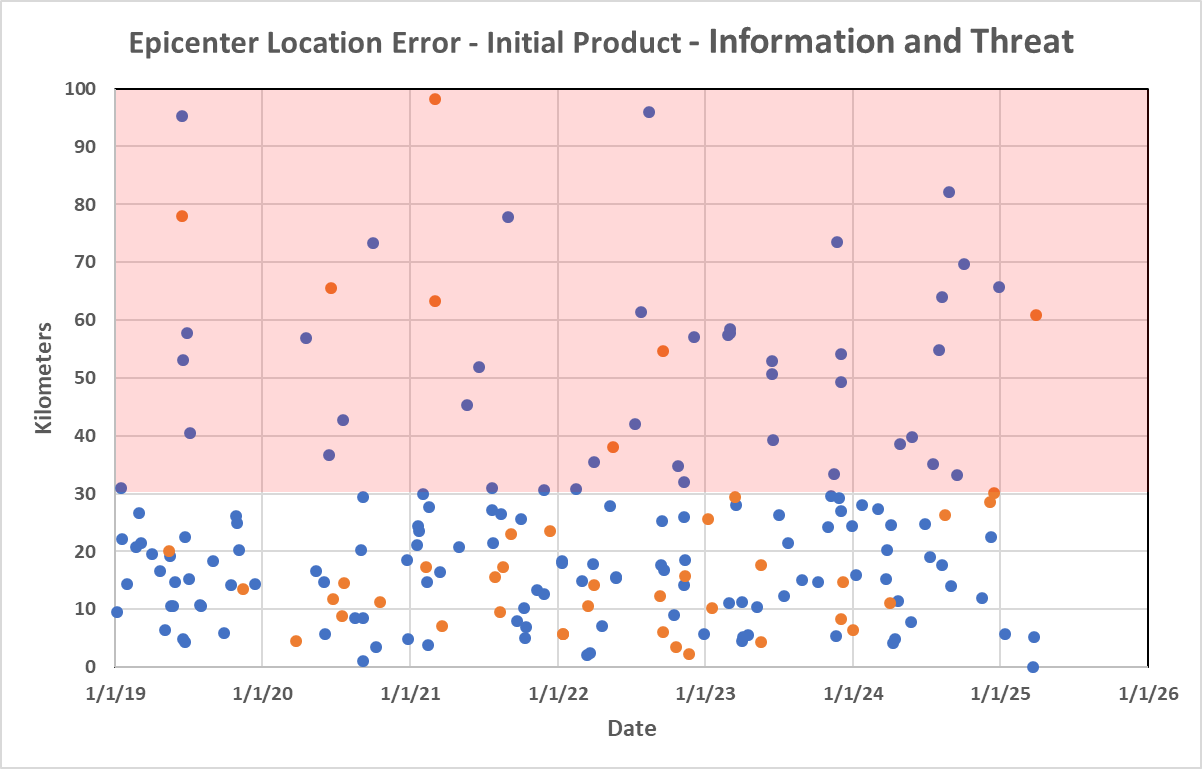 Epicenter Location Error - Initial Product - Information and Threat
100
90
80
70
60
50
40
30
20
10
0
Kilometers
1/1/19 1/1/20 1/1/21 1/1/22 1/1/23 1/1/24 1/1/25 1/1/26
Date